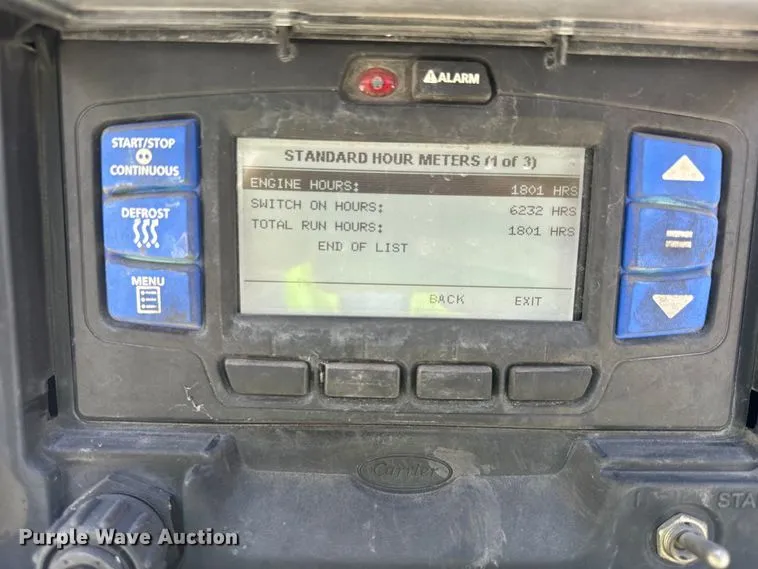 ALARM
START/STOP
CONTINUOUS
DEFROST
MENU
STANDARD HOUR METERS (1 of 3)
ENGINE HOURS: 1801 HRS
SWITCH ON HOURS: 6232 HRS
TOTAL RUN HOURS: 1801 HRS
END OF LIST
BACK EXIT
Carrier
STA
Purple Wave Auction